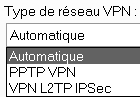 Type de réseau VPN :
Automatique
Automatique
PPTP VPN
VPN L2TP IPSec